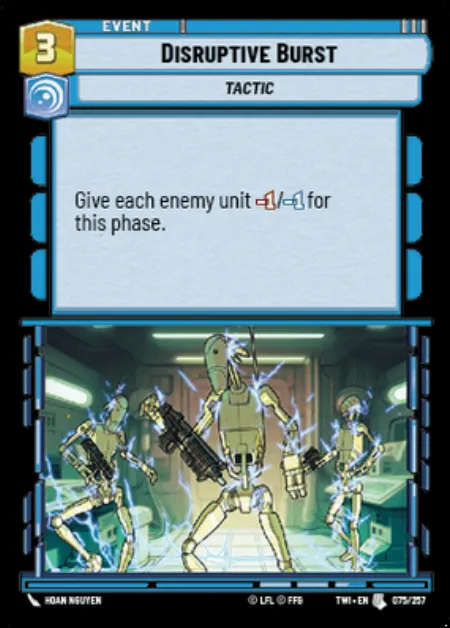 EVENT
3
DISRUPTIVE BURST
TACTIC
Give each enemy unit -1/-1 for
this phase.
HOAN NGUYEN
© LFL © FFG
TWI • EN
075/257